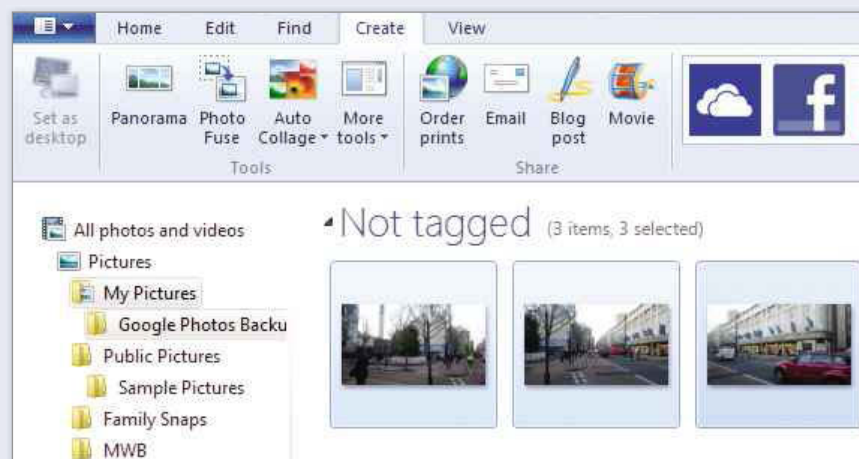 Home Edit Find Create View
Set as desktop
Panorama
Photo Fuse
Auto Collage
More tools
Order prints
Email
Blog post
Movie
Tools
Share
All photos and videos
Pictures
My Pictures
Google Photos Backu
Public Pictures
Sample Pictures
Family Snaps
MWB
Not tagged (3 items, 3 selected)